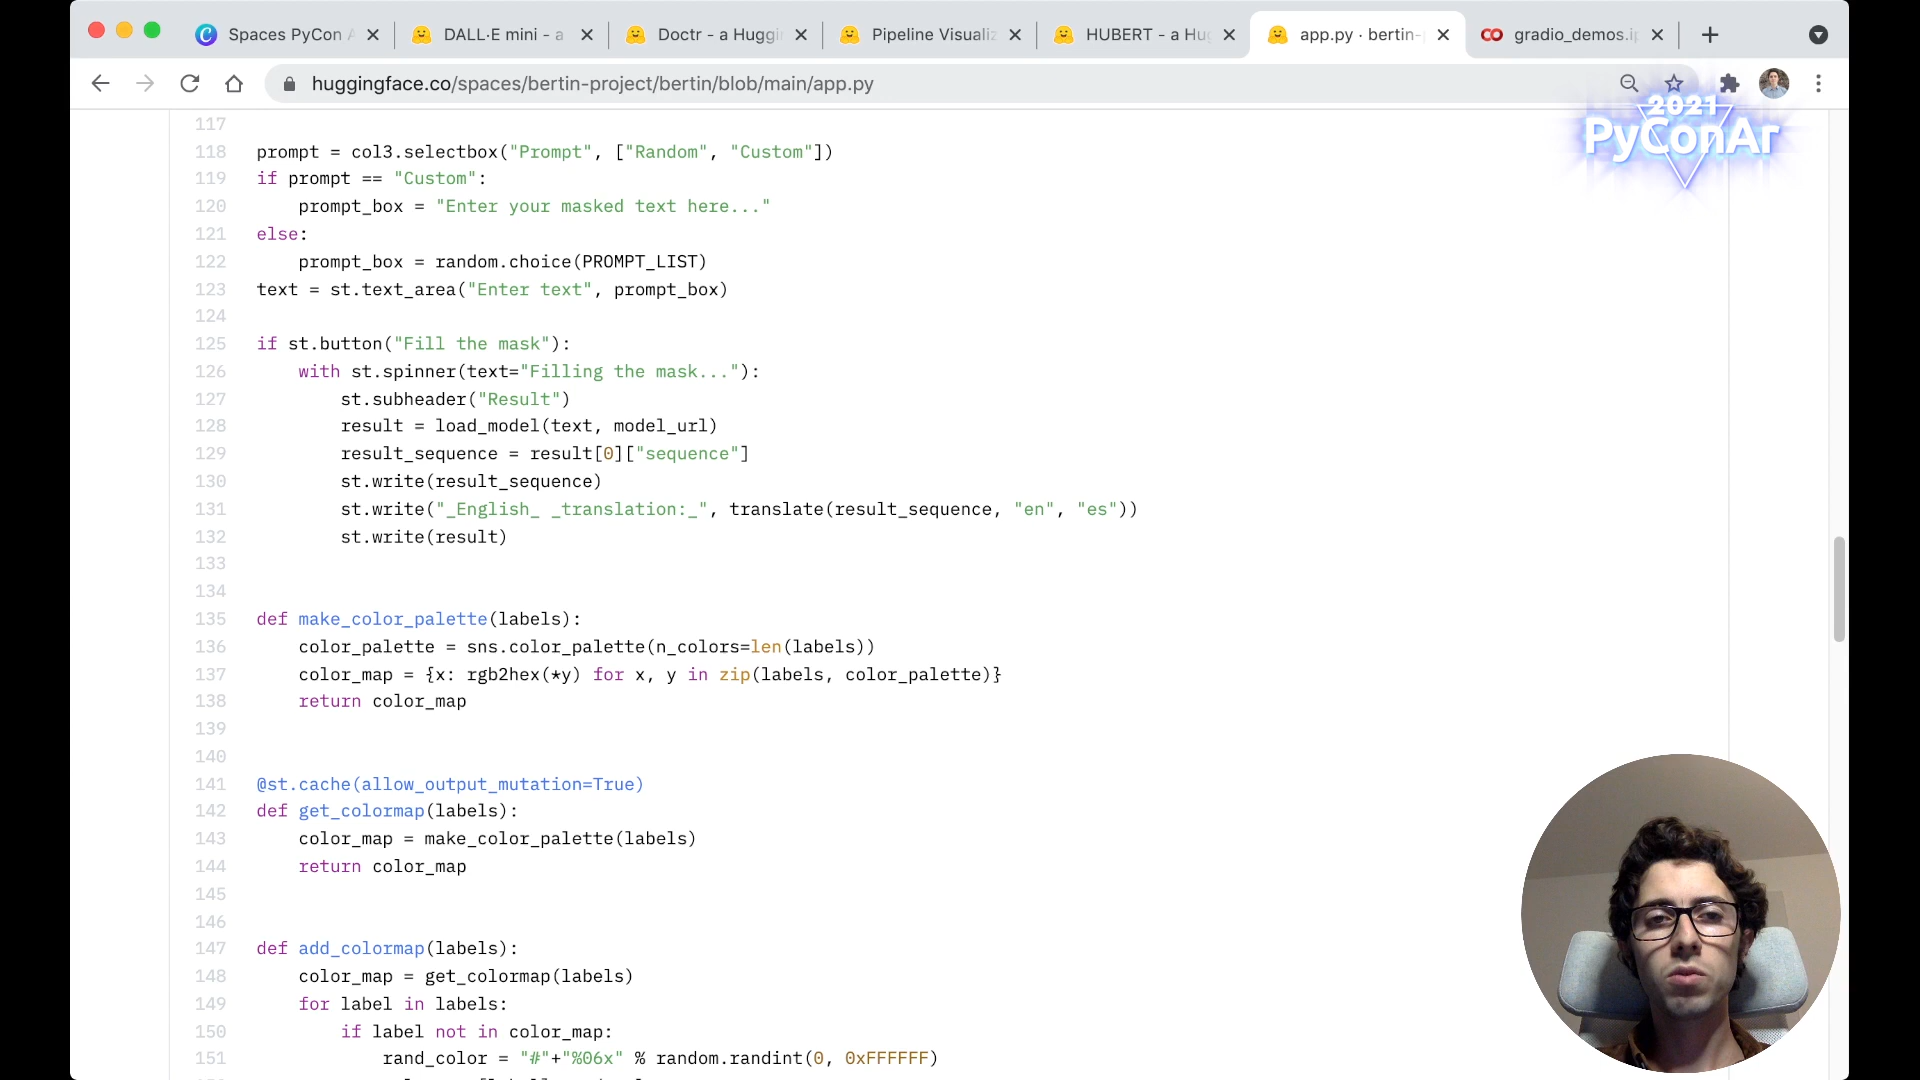 Spaces PyCon A
DALL·E mini - a
Doctr - a Huggi
Pipeline Visualiz
HUBERT - a Hu
app.py · bertin-
gradio_demos.i
huggingface.co/spaces/bertin-project/bertin/blob/main/app.py
2021
PyConAr
117
118 prompt = col3.selectbox("Prompt", ["Random", "Custom"])
119 if prompt == "Custom":
120 prompt_box = "Enter your masked text here..."
121 else:
122 prompt_box = random.choice(PROMPT_LIST)
123 text = st.text_area("Enter text", prompt_box)
124
125 if st.button("Fill the mask"):
126 with st.spinner(text="Filling the mask..."):
127 st.subheader("Result")
128 result = load_model(text, model_url)
129 result_sequence = result[0]["sequence"]
130 st.write(result_sequence)
131 st.write("_English_ _translation:_", translate(result_sequence, "en", "es"))
132 st.write(result)
133
134
135 def make_color_palette(labels):
136 color_palette = sns.color_palette(n_colors=len(labels))
137 color_map = {x: rgb2hex(*y) for x, y in zip(labels, color_palette)}
138 return color_map
139
140
141 @st.cache(allow_output_mutation=True)
142 def get_colormap(labels):
143 color_map = make_color_palette(labels)
144 return color_map
145
146
147 def add_colormap(labels):
148 color_map = get_colormap(labels)
149 for label in labels:
150 if label not in color_map:
151 rand_color = "#"+"%06x" % random.randint(0, 0xFFFFFF)